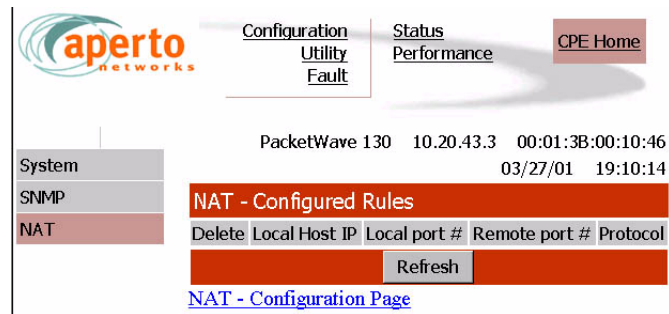 aperto
networks
Configuration
Utility
Fault
Status
Performance
CPE Home
PacketWave 130 10.20.43.3 00:01:3B:00:10:46
03/27/01 19:10:14
System
SNMP
NAT
NAT - Configured Rules
Delete Local Host IP Local port # Remote port # Protocol
Refresh
NAT - Configuration Page